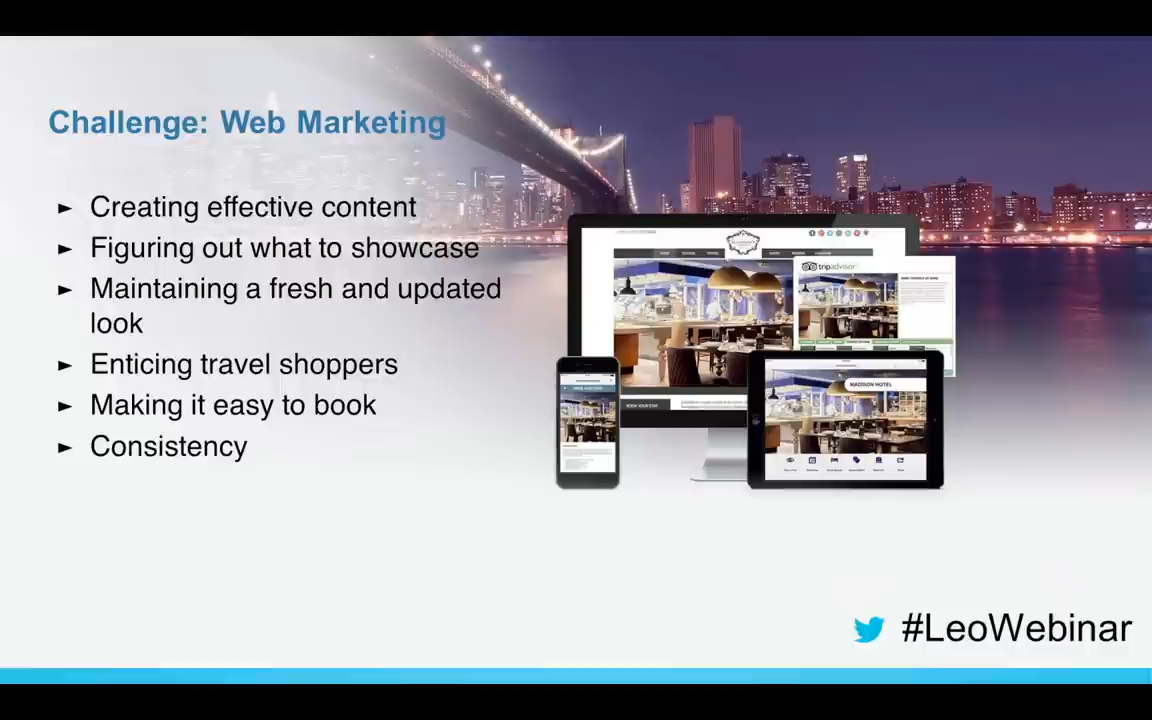 Challenge: Web Marketing
► Creating effective content
► Figuring out what to showcase
► Maintaining a fresh and updated
look
► Enticing travel shoppers
► Making it easy to book
► Consistency
tripadvisor
MADISON HOTEL
BOOK YOUR STAY
#LeoWebinar